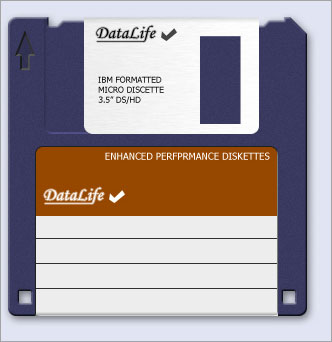 DataLife
IBM FORMATTED
MICRO DISCETTE
3.5" DS/HD
ENHANCED PERFPRMANCE DISKETTES
DataLife